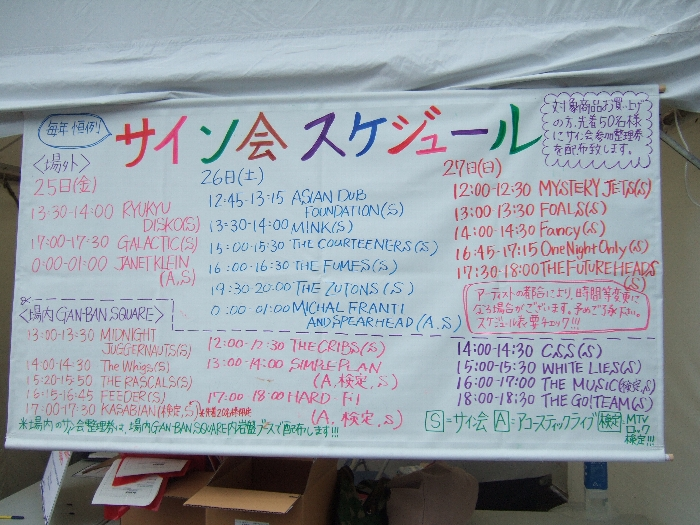 毎年恒例
サイン会 スケジュール
対象商品お買い上げ
の方、先着50名様
にサイン会参加整理券
を配布致します。
<場外>
25日(金)
13:30-14:00 RYUKYU
DISKO(S)
17:00-17:30 GALACTIC(S)
0:00-01:00 JANET KLEIN
(A,S)
26日(土)
12:45-13:15 ASIAN DUB
FOUNDATION(S)
13:30-14:00 MINK(S)
15:00-15:30 THE COURTEENERS(S)
16:00-16:30 THE FUMES(S)
19:30-20:00 THE ZUTONS(S)
0:00-01:00 MICHAL FRANTI
AND SPEARHEAD(A,S)
27日(日)
12:00-12:30 MYSTERY JETS(S)
13:00-13:30 FOALS(S)
14:00-14:30 Fancy(S)
16:45-17:15 One Night Only(S)
17:30-18:00 THE FUTURE HEADS
(S)
アーティストの都合により、時間等変更に
なる場合がございます。予めご了承下さい。
スケジュール表要チェック!!!
<場内 GAN-BAN SQUARE>
13:00-13:30 MIDNIGHT
JUGGERNAUTS(S)
14:00-14:30 The Whigs(S)
15:20-15:50 THE RASCALS(S)
16:15-16:45 FEEDER(S)
17:00-17:30 KASABIAN(検定,S)
12:00-12:30 THE CRIBS(S)
13:00-14:00 SIMPLE PLAN
(A,検定,S)
17:00 18:00 HARD Fi
(A,検定,S)
14:00-14:30 C.S.S(S)
15:00-15:30 WHITE LIES(S)
16:00-17:00 THE MUSIC(検定,S)
18:00-18:30 THE GO!TEAM(S)
S=サイン会 A=アコースティックライブ 検定=MTV
ロック
検定!!!
※場内のサイン会整理券は、場内GAN-BAN SQUARE内岩盤ブースで配布します!!!